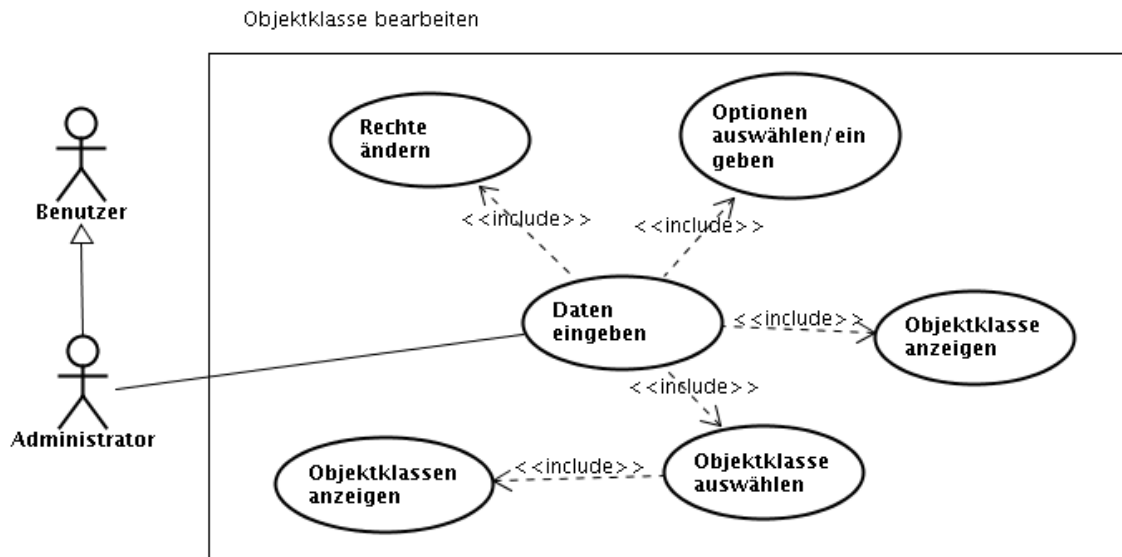 Objektklasse bearbeiten
Rechte
ändern
Optionen
auswählen/ein
geben
Benutzer
<<include>>
<<include>>
Daten
eingeben
<<include>>
Objektklasse
anzeigen
<<include>>
Administrator
Objektklassen
anzeigen
<<include>>
Objektklasse
auswählen